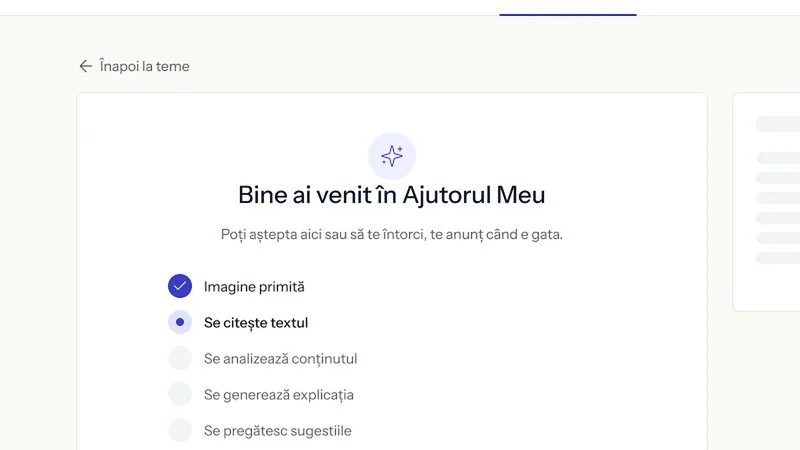 Înapoi la teme
Bine ai venit în Ajutorul Meu
Poți aștepta aici sau să te întorci, te anunț când e gata.
Imagine primită
Se citește textul
Se analizează conținutul
Se generează explicația
Se pregătesc sugestiile